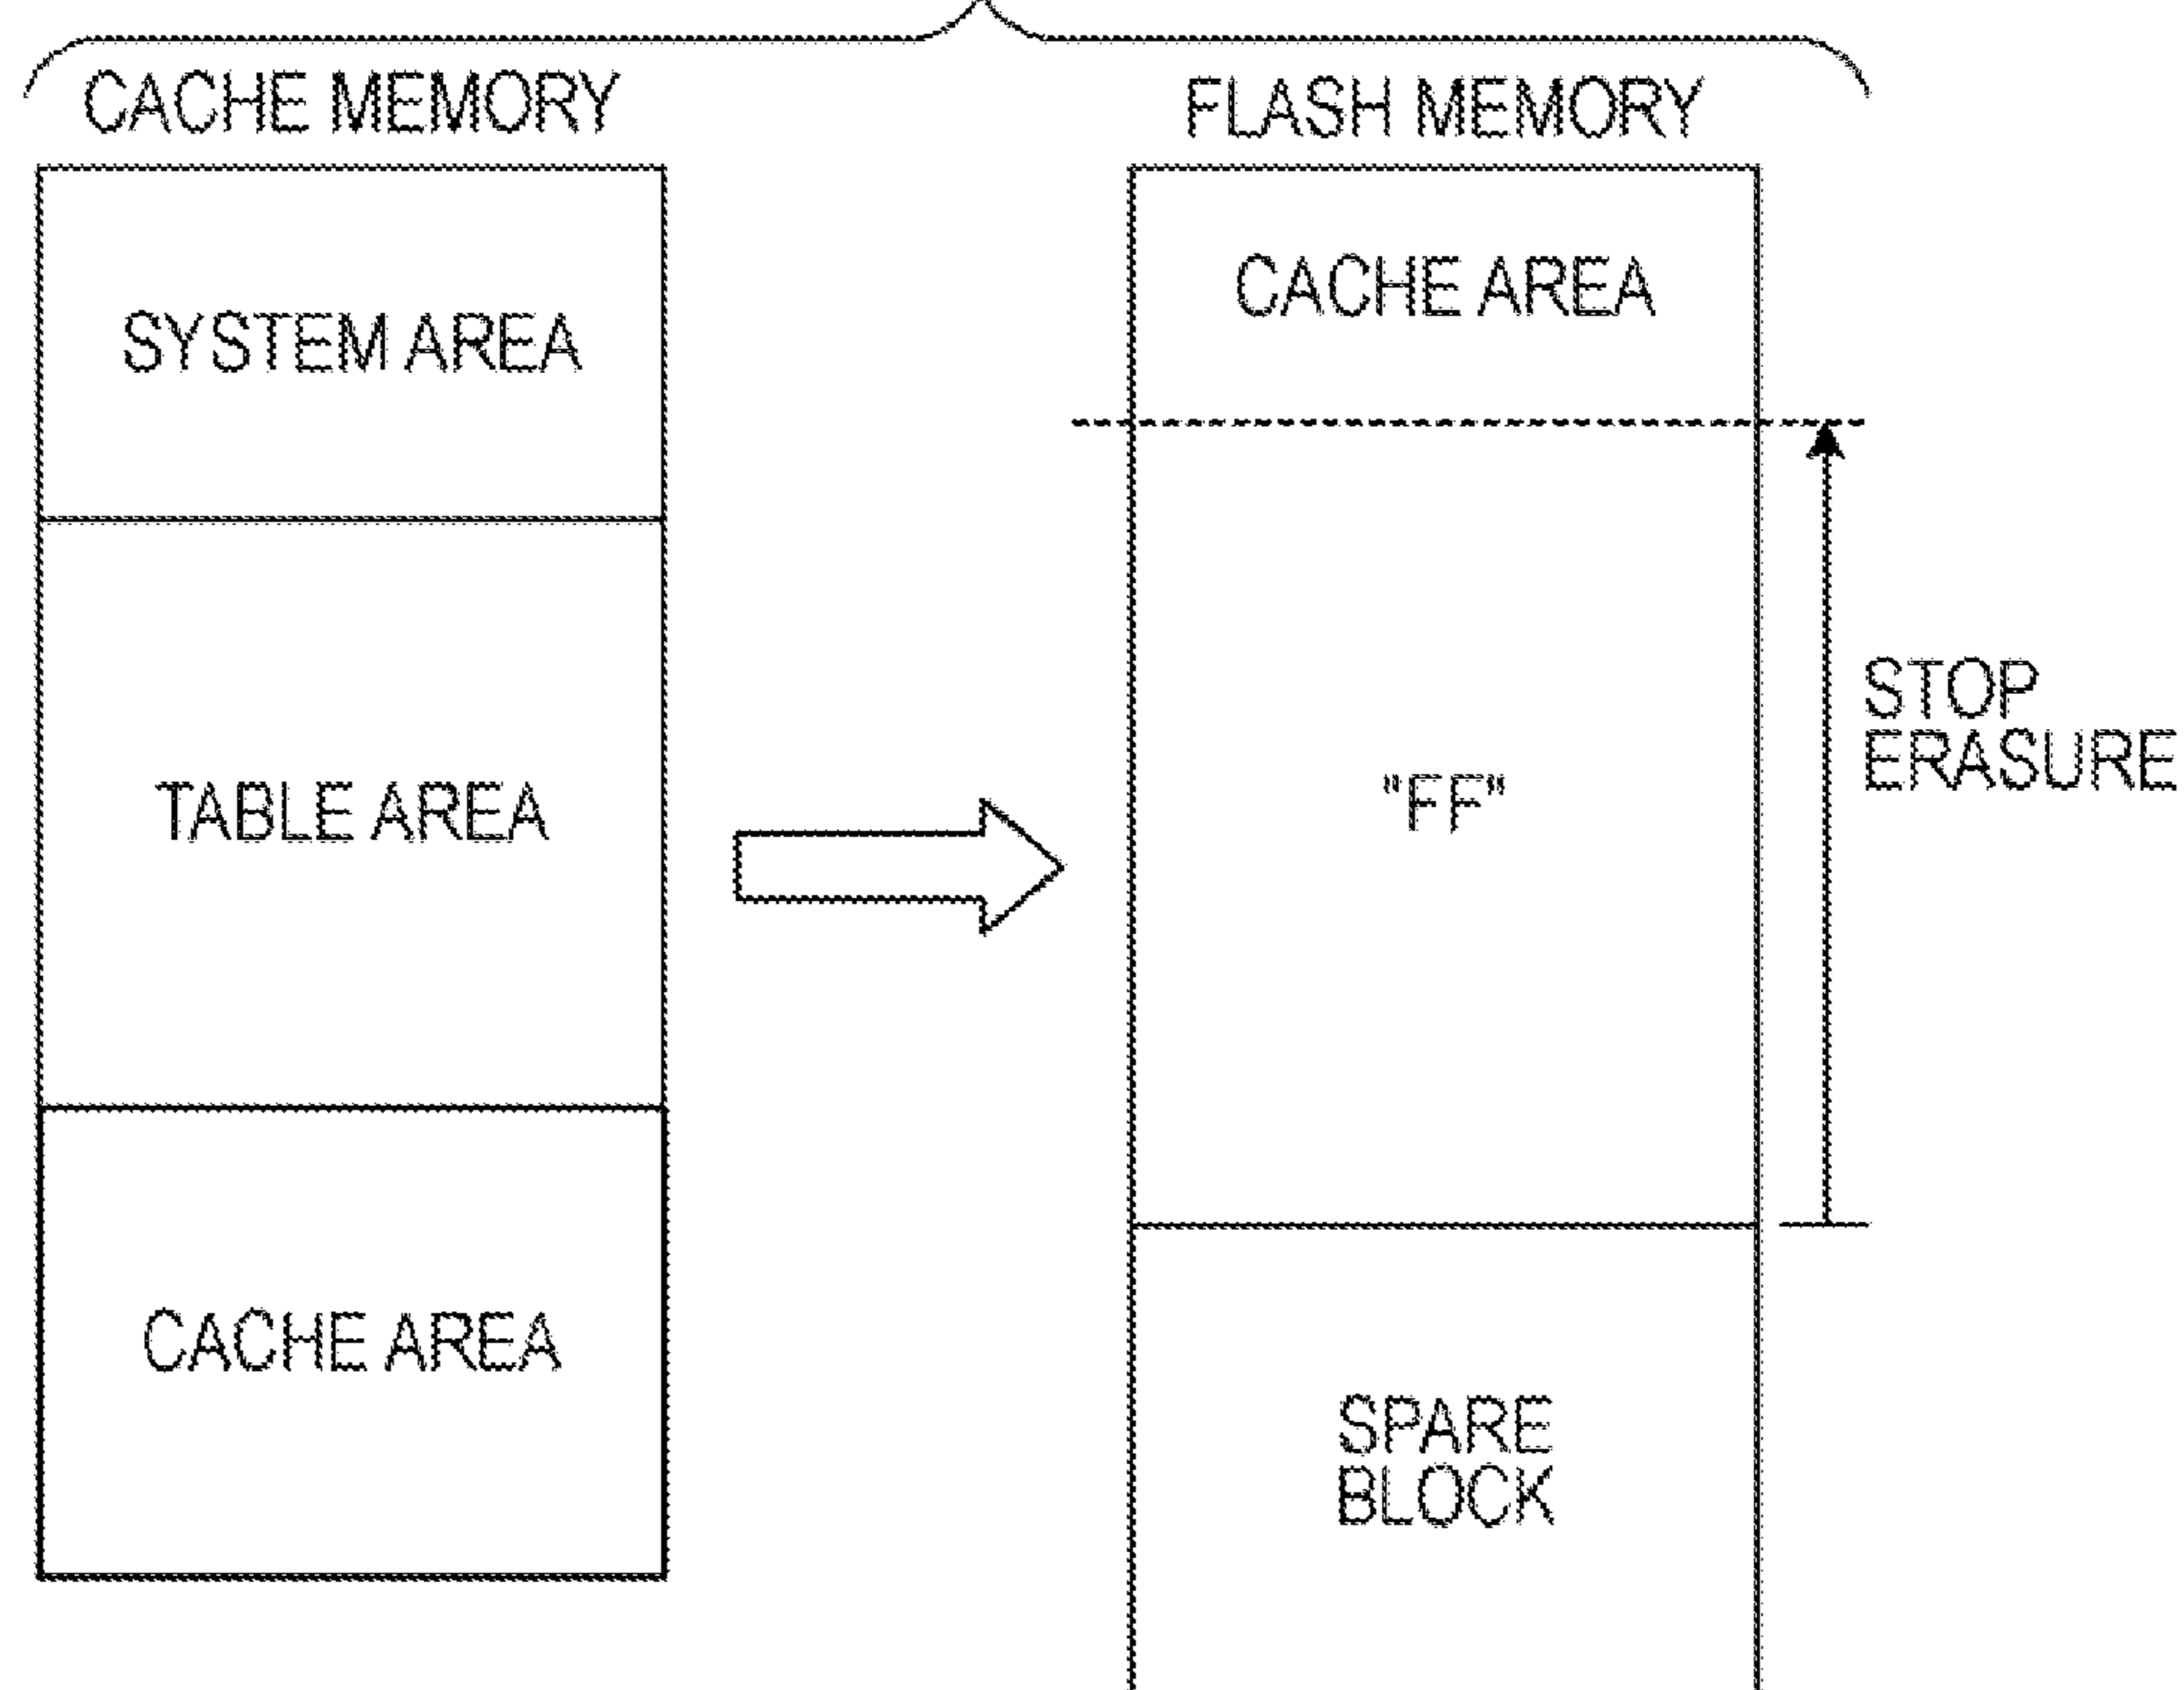 CACHE MEMORY
SYSTEM AREA
TABLE AREA
CACHE AREA
FLASH MEMORY
CACHE AREA
"FF"
STOP
ERASURE
SPARE
BLOCK